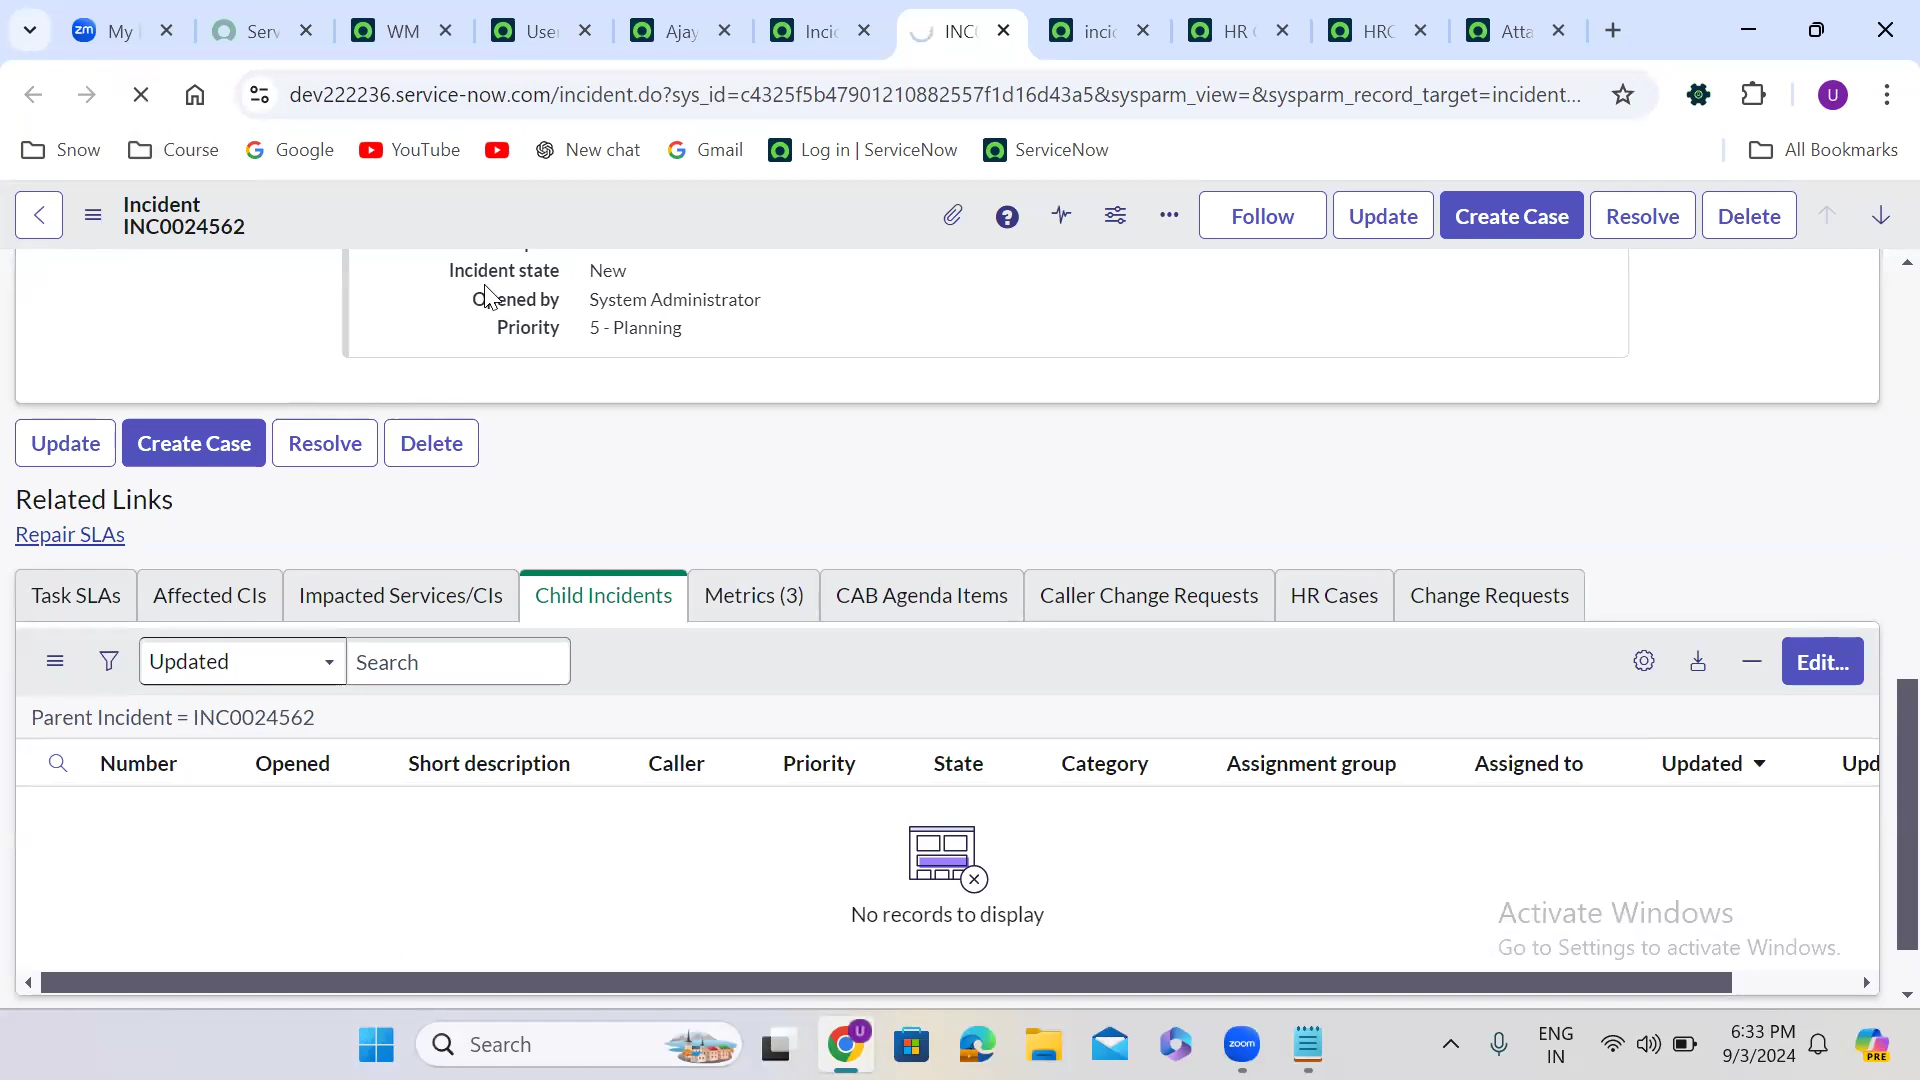 My
Serv
WM
User
Ajay
Incid
INC
incid
HR
HRC
Atta
dev222236.service-now.com/incident.do?sys_id=c4325f5b47901210882557f1d16d43a5&sysparm_view=&sysparm_record_target=incident...
U
Snow
Course
Google
YouTube
New chat
Gmail
Log in | ServiceNow
ServiceNow
All Bookmarks
Incident
INC0024562
Follow
Update
Create Case
Resolve
Delete
Incident state New
Opened by System Administrator
Priority 5 - Planning
Update
Create Case
Resolve
Delete
Related Links
Repair SLAs
Task SLAs
Affected CIs
Impacted Services/CIs
Child Incidents
Metrics (3)
CAB Agenda Items
Caller Change Requests
HR Cases
Change Requests
Updated
Search
Edit...
Parent Incident = INC0024562
Number Opened Short description Caller Priority State Category Assignment group Assigned to Updated Upd
No records to display
Activate Windows
Go to Settings to activate Windows.
Search
U
zoom
ENG
IN
6:33 PM
9/3/2024
PRE